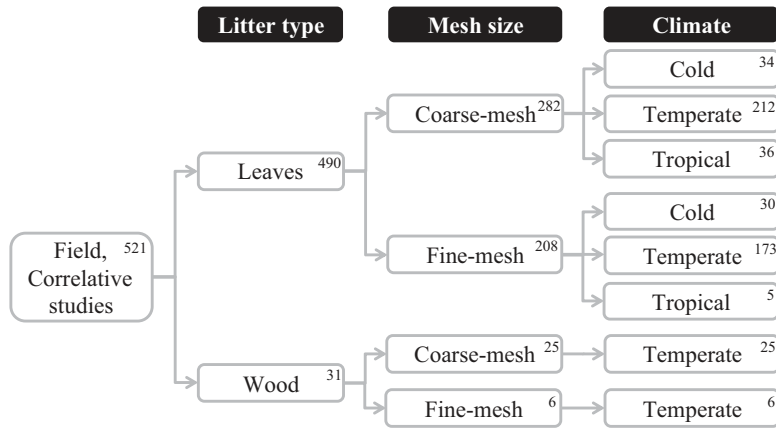 Litter type Mesh size Climate
Cold 34
Coarse-mesh 282 Temperate 212
Tropical 36
Leaves 490
Cold 30
Field, 521
Correlative
studies
Fine-mesh 208 Temperate 173
Tropical 5
Coarse-mesh 25 Temperate 25
Wood 31
Fine-mesh 6 Temperate 6